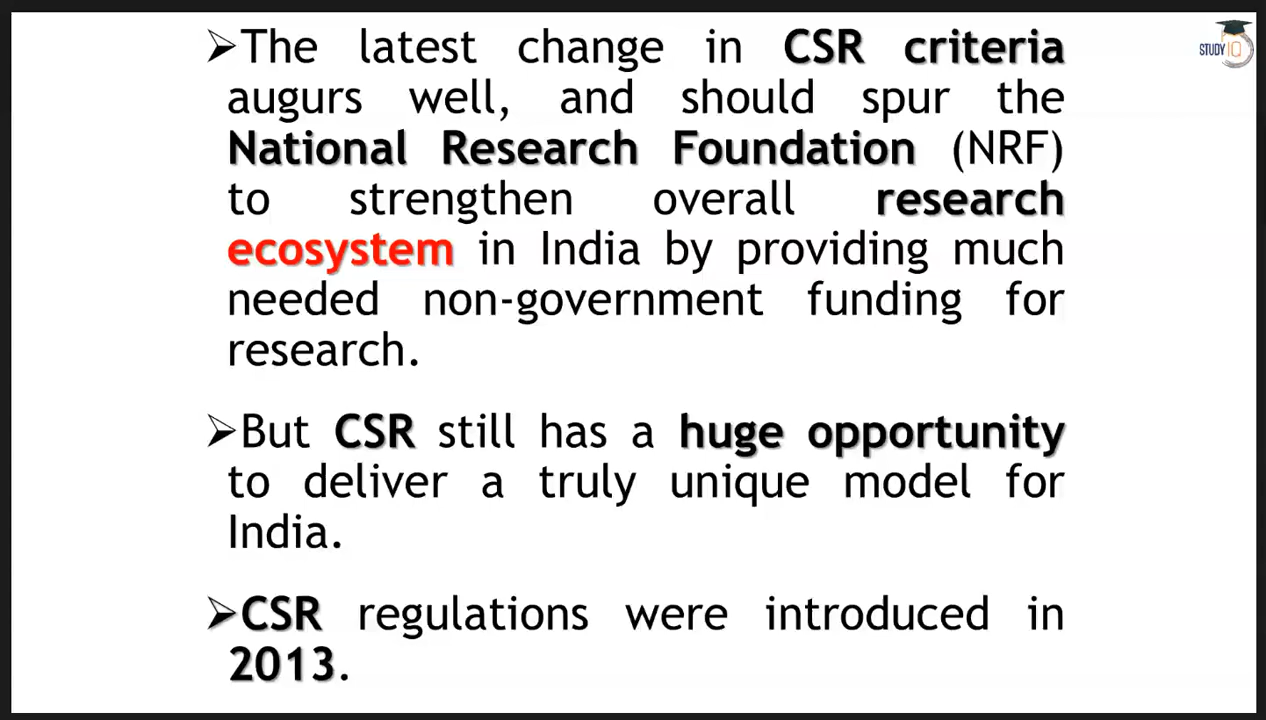 STUDY IQ
➢The latest change in CSR criteria
augurs well, and should spur the
National Research Foundation (NRF)
to strengthen overall research
ecosystem in India by providing much
needed non-government funding for
research.
➢But CSR still has a huge opportunity
to deliver a truly unique model for
India.
➢CSR regulations were introduced in
2013.